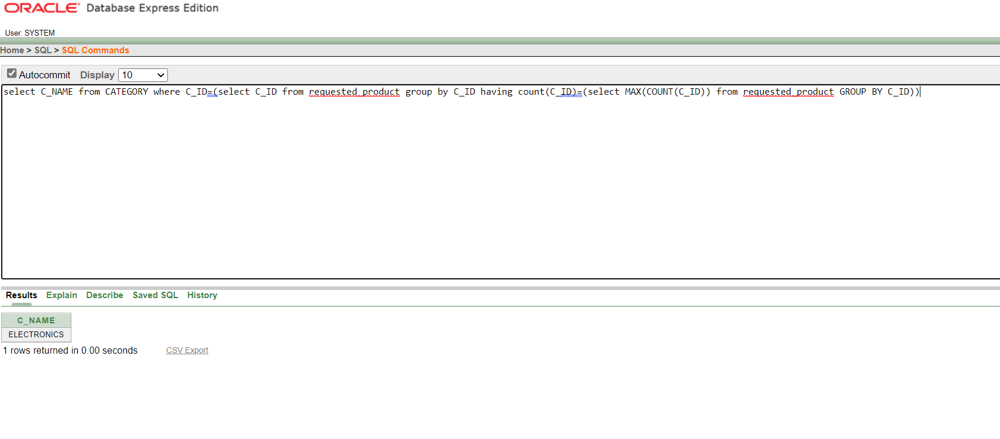 ORACLE Database Express Edition
User: SYSTEM
Home > SQL > SQL Commands
Autocommit Display 10
select C_NAME from CATEGORY where C_ID=(select C_ID from requested_product group by C_ID having count(C_ID)=(select MAX(COUNT(C_ID)) from requested_product GROUP BY C_ID))
Results Explain Describe Saved SQL History
C_NAME
ELECTRONICS
1 rows returned in 0.00 seconds CSV Export